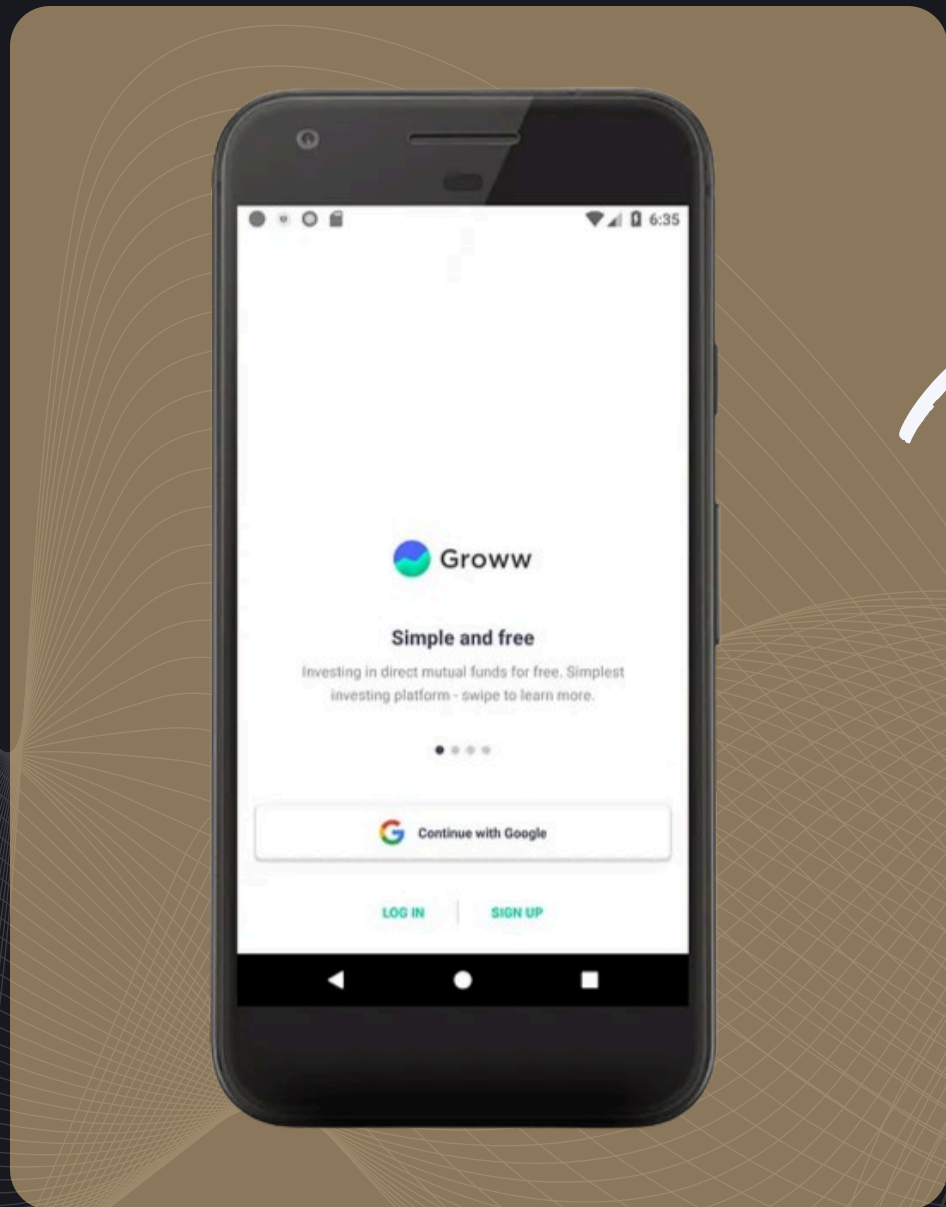 6:35
Groww
Simple and free
Investing in direct mutual funds for free. Simplest
investing platform - swipe to learn more.
Continue with Google
LOG IN
SIGN UP